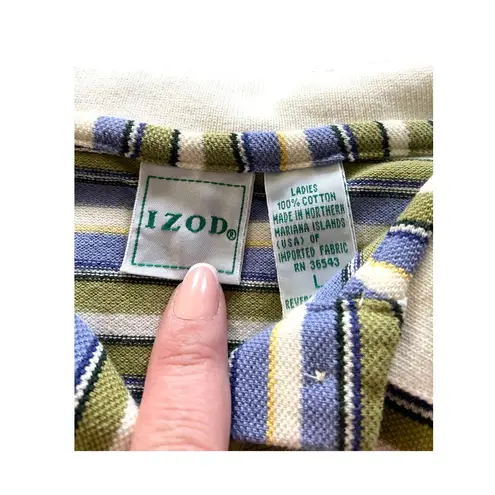 IZOD®
LADIES
100% COTTON
MADE IN NORTHERN
MARIANA ISLANDS
(USA) OF
IMPORTED FABRIC
RN 36543
L